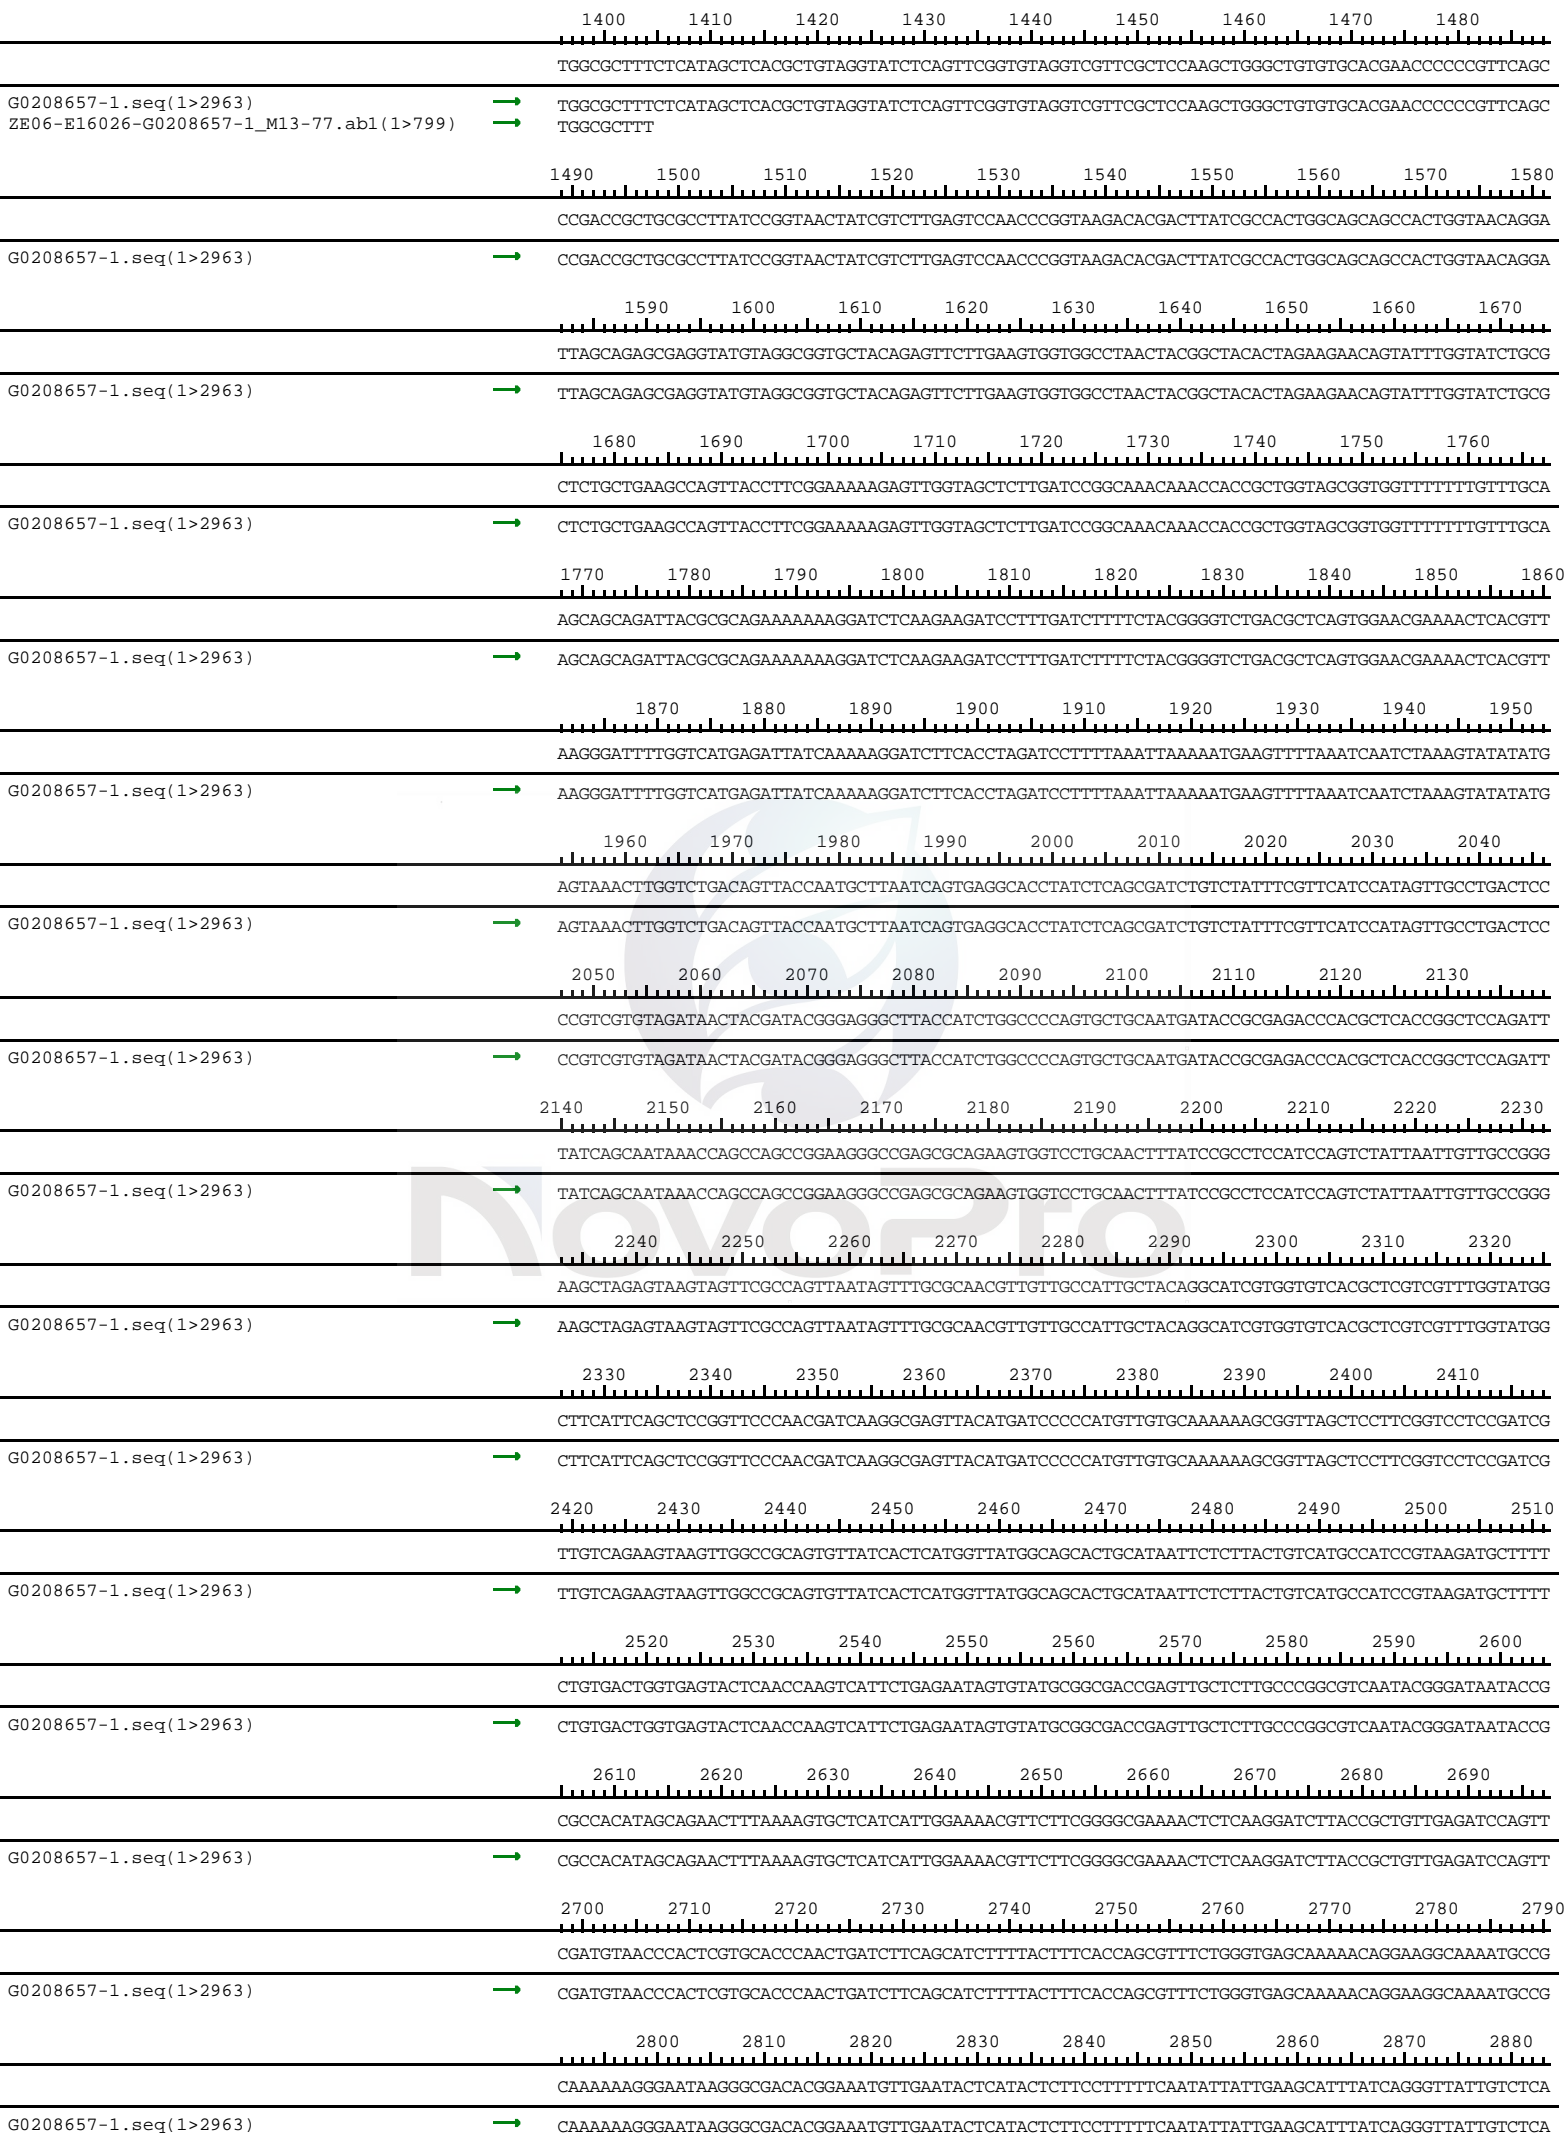 1400 1410 1420 1430 1440 1450 1460 1470 1480
TGGCGCTTTCTCATAGCTCACGCTGTAGGTATCTCAGTTCGGTGTAGGTCGTTCGCTCCAAGCTGGGCTGTGTGCACGAACCCCCCGTTCAGC
G0208657-1.seq(1>2963) TGGCGCTTTCTCATAGCTCACGCTGTAGGTATCTCAGTTCGGTGTAGGTCGTTCGCTCCAAGCTGGGCTGTGTGCACGAACCCCCCGTTCAGC
ZE06-E16026-G0208657-1_M13-77.ab1(1>799) TGGCGCTTT
1490 1500 1510 1520 1530 1540 1550 1560 1570 1580
CCGACCGCTGCGCCTTATCCGGTAACTATCGTCTTGAGTCCAACCCGGTAAGACACGACTTATCGCCACTGGCAGCAGCCACTGGTAACAGGA
G0208657-1.seq(1>2963) CCGACCGCTGCGCCTTATCCGGTAACTATCGTCTTGAGTCCAACCCGGTAAGACACGACTTATCGCCACTGGCAGCAGCCACTGGTAACAGGA
1590 1600 1610 1620 1630 1640 1650 1660 1670
TTAGCAGAGCGAGGTATGTAGGCGGTGCTACAGAGTTCTTGAAGTGGTGGCCTAACTACGGCTACACTAGAAGAACAGTATTTGGTATCTGCG
G0208657-1.seq(1>2963) TTAGCAGAGCGAGGTATGTAGGCGGTGCTACAGAGTTCTTGAAGTGGTGGCCTAACTACGGCTACACTAGAAGAACAGTATTTGGTATCTGCG
1680 1690 1700 1710 1720 1730 1740 1750 1760
CTCTGCTGAAGCCAGTTACCTTCGGAAAAAGAGTTGGTAGCTCTTGATCCGGCAAACAAACCACCGCTGGTAGCGGTGGTTTTTTTGTTTGCA
G0208657-1.seq(1>2963) CTCTGCTGAAGCCAGTTACCTTCGGAAAAAGAGTTGGTAGCTCTTGATCCGGCAAACAAACCACCGCTGGTAGCGGTGGTTTTTTTGTTTGCA
1770 1780 1790 1800 1810 1820 1830 1840 1850 1860
AGCAGCAGATTACGCGCAGAAAAAAAGGATCTCAAGAAGATCCTTTGATCTTTTCTACGGGGTCTGACGCTCAGTGGAACGAAAACTCACGTT
G0208657-1.seq(1>2963) AGCAGCAGATTACGCGCAGAAAAAAAGGATCTCAAGAAGATCCTTTGATCTTTTCTACGGGGTCTGACGCTCAGTGGAACGAAAACTCACGTT
1870 1880 1890 1900 1910 1920 1930 1940 1950
AAGGGATTTTGGTCATGAGATTATCAAAAAGGATCTTCACCTAGATCCTTTTAAATTAAAAATGAAGTTTTAAATCAATCTAAAGTATATATG
G0208657-1.seq(1>2963) AAGGGATTTTGGTCATGAGATTATCAAAAAGGATCTTCACCTAGATCCTTTTAAATTAAAAATGAAGTTTTAAATCAATCTAAAGTATATATG
1960 1970 1980 1990 2000 2010 2020 2030 2040
AGTAAACTTGGTCTGACAGTTACCAATGCTTAATCAGTGAGGCACCTATCTCAGCGATCTGTCTATTTCGTTCATCCATAGTTGCCTGACTCC
G0208657-1.seq(1>2963) AGTAAACTTGGTCTGACAGTTACCAATGCTTAATCAGTGAGGCACCTATCTCAGCGATCTGTCTATTTCGTTCATCCATAGTTGCCTGACTCC
2050 2060 2070 2080 2090 2100 2110 2120 2130
CCGTCGTGTAGATAACTACGATACGGGAGGGCTTACCATCTGGCCCCAGTGCTGCAATGATACCGCGAGACCCACGCTCACCGGCTCCAGATT
G0208657-1.seq(1>2963) CCGTCGTGTAGATAACTACGATACGGGAGGGCTTACCATCTGGCCCCAGTGCTGCAATGATACCGCGAGACCCACGCTCACCGGCTCCAGATT
2140 2150 2160 2170 2180 2190 2200 2210 2220 2230
TATCAGCAATAAACCAGCCAGCCGGAAGGGCCGAGCGCAGAAGTGGTCCTGCAACTTTATCCGCCTCCATCCAGTCTATTAATTGTTGCCGGG
G0208657-1.seq(1>2963) TATCAGCAATAAACCAGCCAGCCGGAAGGGCCGAGCGCAGAAGTGGTCCTGCAACTTTATCCGCCTCCATCCAGTCTATTAATTGTTGCCGGG
NovoPro
2240 2250 2260 2270 2280 2290 2300 2310 2320
AAGCTAGAGTAAGTAGTTCGCCAGTTAATAGTTTGCGCAACGTTGTTGCCATTGCTACAGGCATCGTGGTGTCACGCTCGTCGTTTGGTATGG
G0208657-1.seq(1>2963) AAGCTAGAGTAAGTAGTTCGCCAGTTAATAGTTTGCGCAACGTTGTTGCCATTGCTACAGGCATCGTGGTGTCACGCTCGTCGTTTGGTATGG
2330 2340 2350 2360 2370 2380 2390 2400 2410
CTTCATTCAGCTCCGGTTCCCAACGATCAAGGCGAGTTACATGATCCCCCATGTTGTGCAAAAAAGCGGTTAGCTCCTTCGGTCCTCCGATCG
G0208657-1.seq(1>2963) CTTCATTCAGCTCCGGTTCCCAACGATCAAGGCGAGTTACATGATCCCCCATGTTGTGCAAAAAAGCGGTTAGCTCCTTCGGTCCTCCGATCG
2420 2430 2440 2450 2460 2470 2480 2490 2500 2510
TTGTCAGAAGTAAGTTGGCCGCAGTGTTATCACTCATGGTTATGGCAGCACTGCATAATTCTCTTACTGTCATGCCATCCGTAAGATGCTTTT
G0208657-1.seq(1>2963) TTGTCAGAAGTAAGTTGGCCGCAGTGTTATCACTCATGGTTATGGCAGCACTGCATAATTCTCTTACTGTCATGCCATCCGTAAGATGCTTTT
2520 2530 2540 2550 2560 2570 2580 2590 2600
CTGTGACTGGTGAGTACTCAACCAAGTCATTCTGAGAATAGTGTATGCGGCGACCGAGTTGCTCTTGCCCGGCGTCAATACGGGATAATACCG
G0208657-1.seq(1>2963) CTGTGACTGGTGAGTACTCAACCAAGTCATTCTGAGAATAGTGTATGCGGCGACCGAGTTGCTCTTGCCCGGCGTCAATACGGGATAATACCG
2610 2620 2630 2640 2650 2660 2670 2680 2690
CGCCACATAGCAGAACTTTAAAAGTGCTCATCATTGGAAAACGTTCTTCGGGGCGAAAACTCTCAAGGATCTTACCGCTGTTGAGATCCAGTT
G0208657-1.seq(1>2963) CGCCACATAGCAGAACTTTAAAAGTGCTCATCATTGGAAAACGTTCTTCGGGGCGAAAACTCTCAAGGATCTTACCGCTGTTGAGATCCAGTT
2700 2710 2720 2730 2740 2750 2760 2770 2780 2790
CGATGTAACCCACTCGTGCACCCAACTGATCTTCAGCATCTTTTACTTTCACCAGCGTTTCTGGGTGAGCAAAAACAGGAAGGCAAAATGCCG
G0208657-1.seq(1>2963) CGATGTAACCCACTCGTGCACCCAACTGATCTTCAGCATCTTTTACTTTCACCAGCGTTTCTGGGTGAGCAAAAACAGGAAGGCAAAATGCCG
2800 2810 2820 2830 2840 2850 2860 2870 2880
CAAAAAAGGGAATAAGGGCGACACGGAAATGTTGAATACTCATACTCTTCCTTTTTCAATATTATTGAAGCATTTATCAGGGTTATTGTCTCA
G0208657-1.seq(1>2963) CAAAAAAGGGAATAAGGGCGACACGGAAATGTTGAATACTCATACTCTTCCTTTTTCAATATTATTGAAGCATTTATCAGGGTTATTGTCTCA